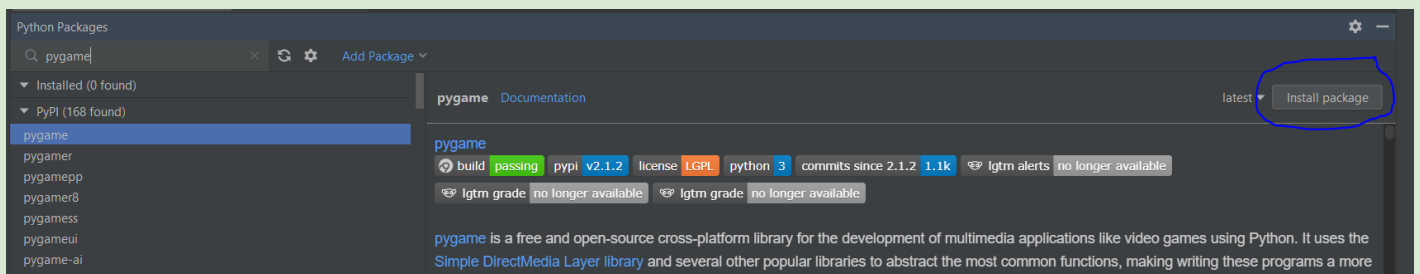 Python Packages
pygame
Add Package
Installed (0 found)
PyPI (168 found)
pygame
pygamer
pygamepp
pygamer8
pygamess
pygameui
pygame-ai
pygame Documentation
latest
Install package
pygame
build passing pypi v2.1.2 license LGPL python 3 commits since 2.1.2 1.1k lgtm alerts no longer available
lgtm grade no longer available lgtm grade no longer available
pygame is a free and open-source cross-platform library for the development of multimedia applications like video games using Python. It uses the
Simple DirectMedia Layer library and several other popular libraries to abstract the most common functions, making writing these programs a more